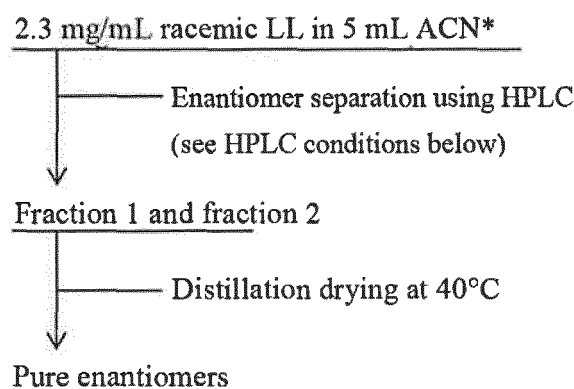 2.3 mg/mL racemic LL in 5 mL ACN*
Enantiomer separation using HPLC
(see HPLC conditions below)
Fraction 1 and fraction 2
Distillation drying at 40°C
Pure enantiomers